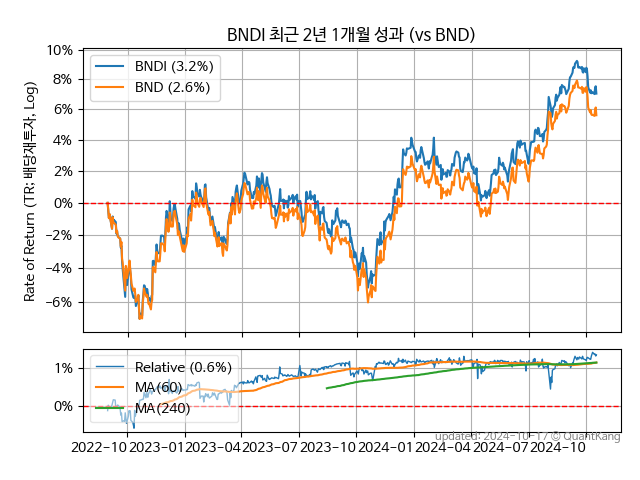 BNDI 최근 2년 1개월 성과 (vs BND)
Rate of Return (TR: 배당재투자, Log)
10%
8%
6%
4%
2%
0%
−2%
−4%
−6%
BNDI (3.2%)
BND (2.6%)
1%
0%
Relative (0.6%)
MA(60)
MA(240)
2022-10 2023-01 2023-04 2023-07 2023-10 2024-01 2024-04 2024-07 2024-10
updated: 2024-10-17 © QuantKang